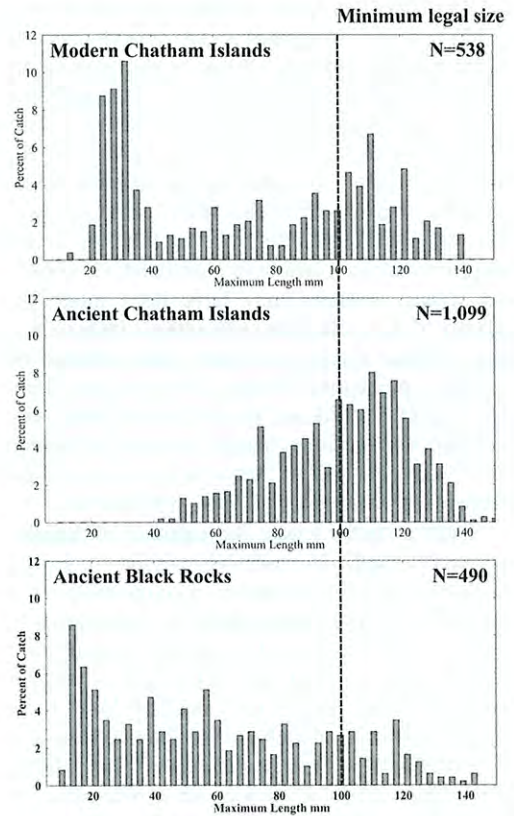 Minimum legal size
Modern Chatham Islands N=538
12
10
8
6
4
2
0
Percent of Catch
20 40 60 80 100 120 140
Maximum Length mm
Ancient Chatham Islands N=1,099
12
10
8
6
4
2
0
Percent of Catch
20 40 60 80 100 120 140
Maximum Length mm
Ancient Black Rocks N=490
12
10
8
6
4
2
0
Percent of Catch
20 40 60 80 100 120 140
Maximum Length mm